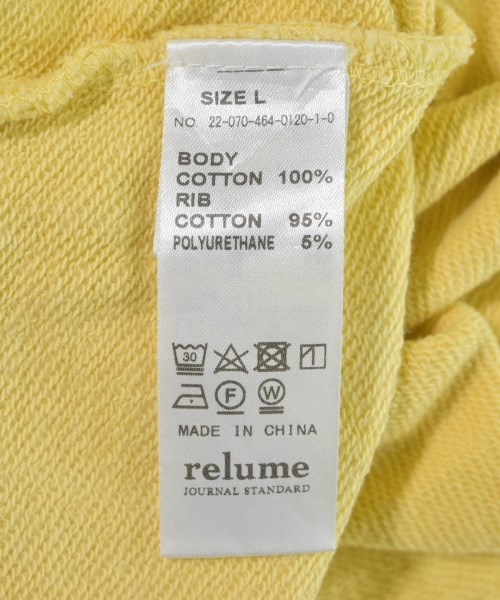 SIZE L
NO. 22-070-464-0120-1-0
BODY
COTTON 100%
RIB
COTTON 95%
POLYURETHANE 5%
30
F W
MADE IN CHINA
relume
JOURNAL STANDARD